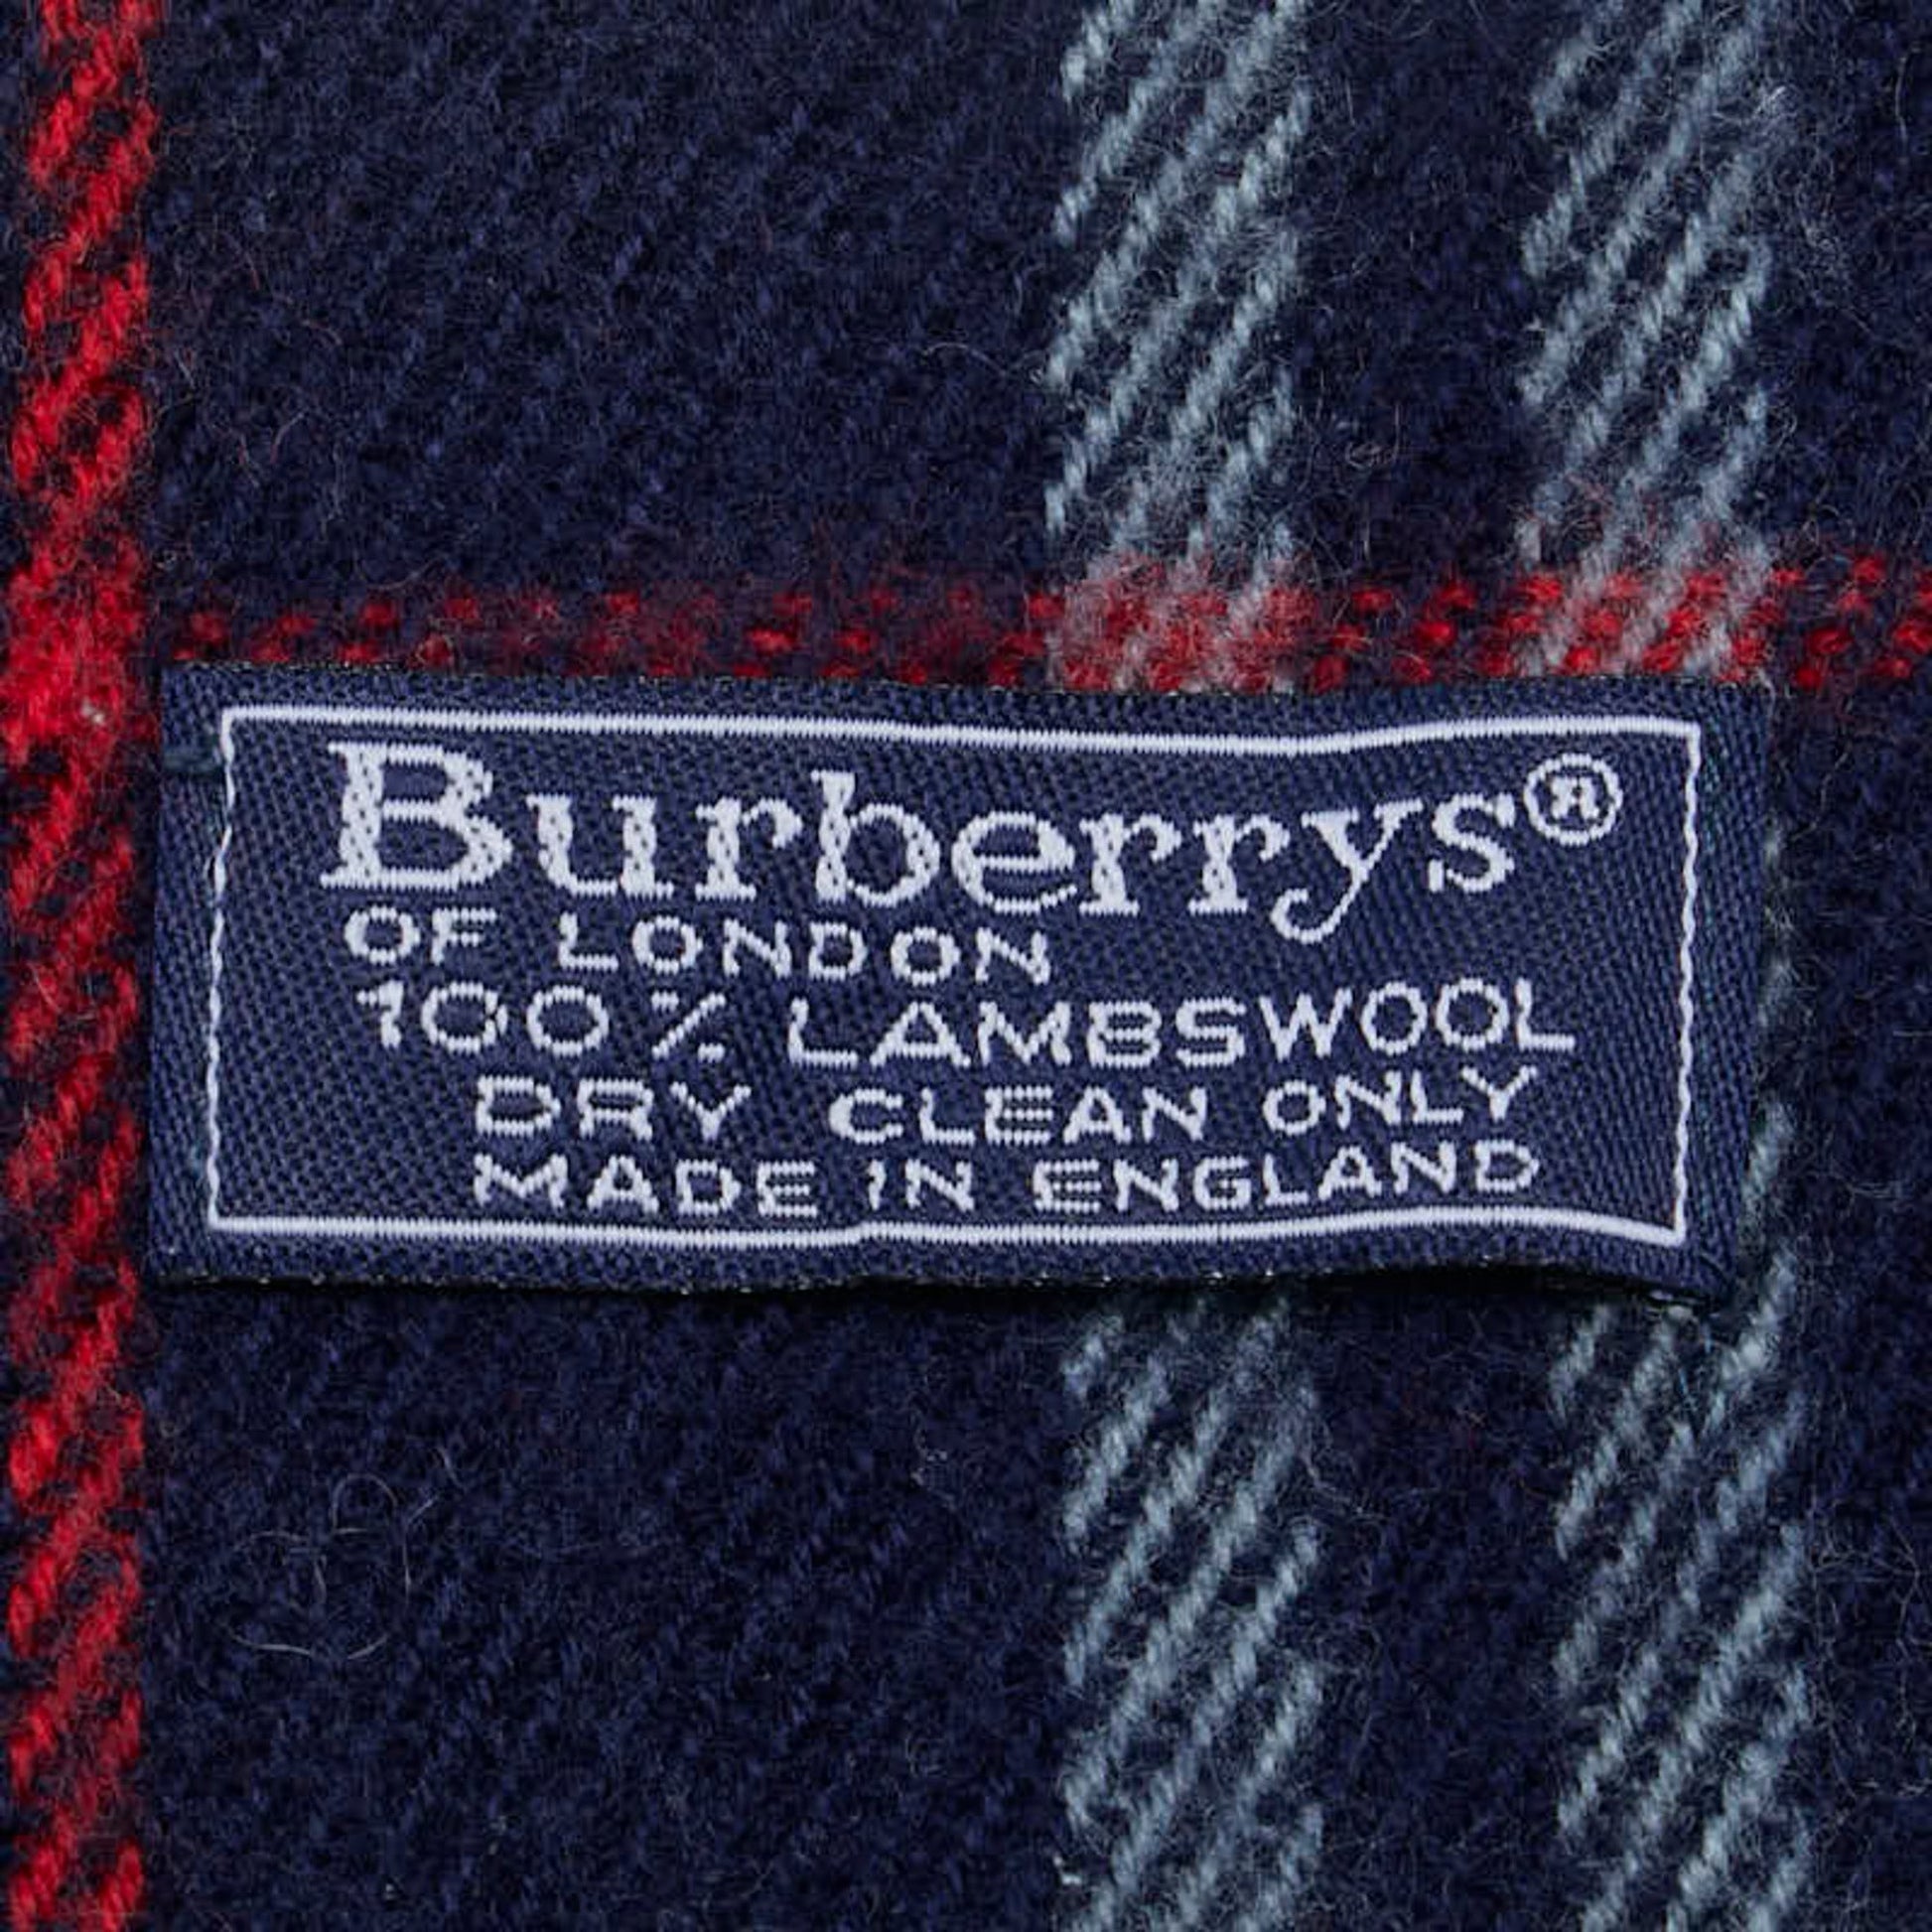 Burberrys®
OF LONDON
100% LAMBSWOOL
DRY CLEAN ONLY
MADE IN ENGLAND